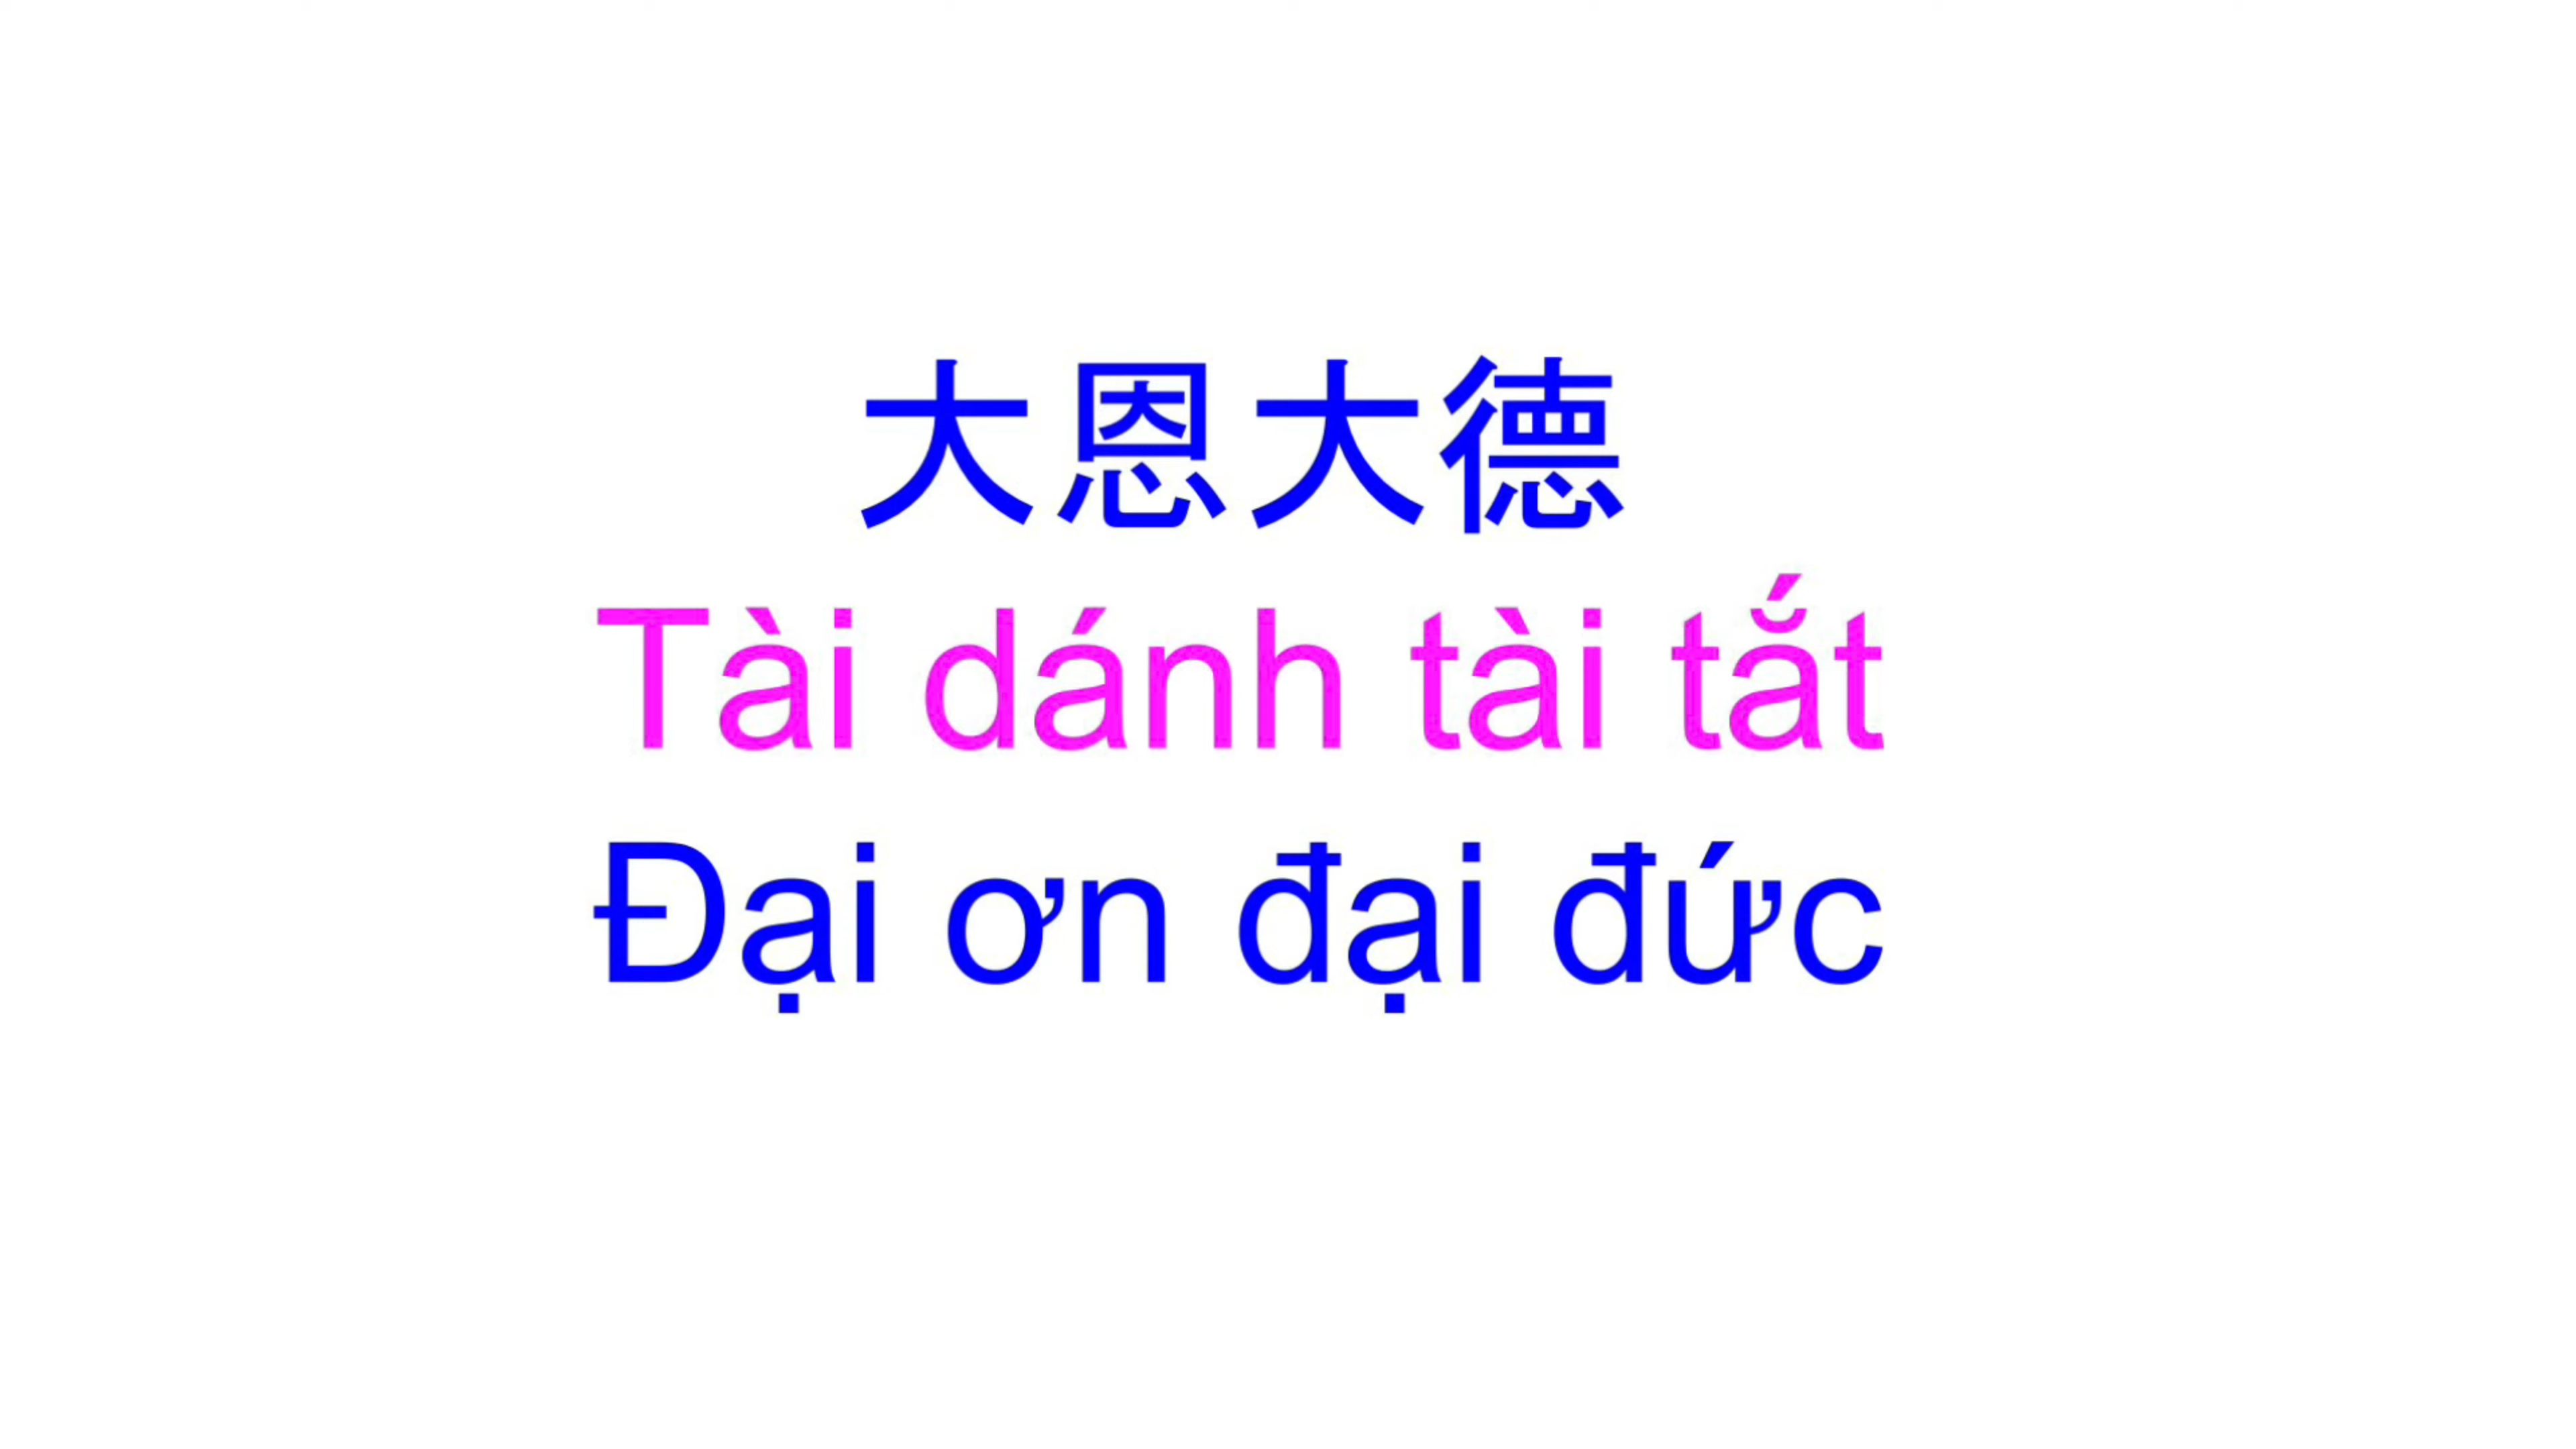 大恩大德
Tài dánh tài tắt
Đại ơn đại đức